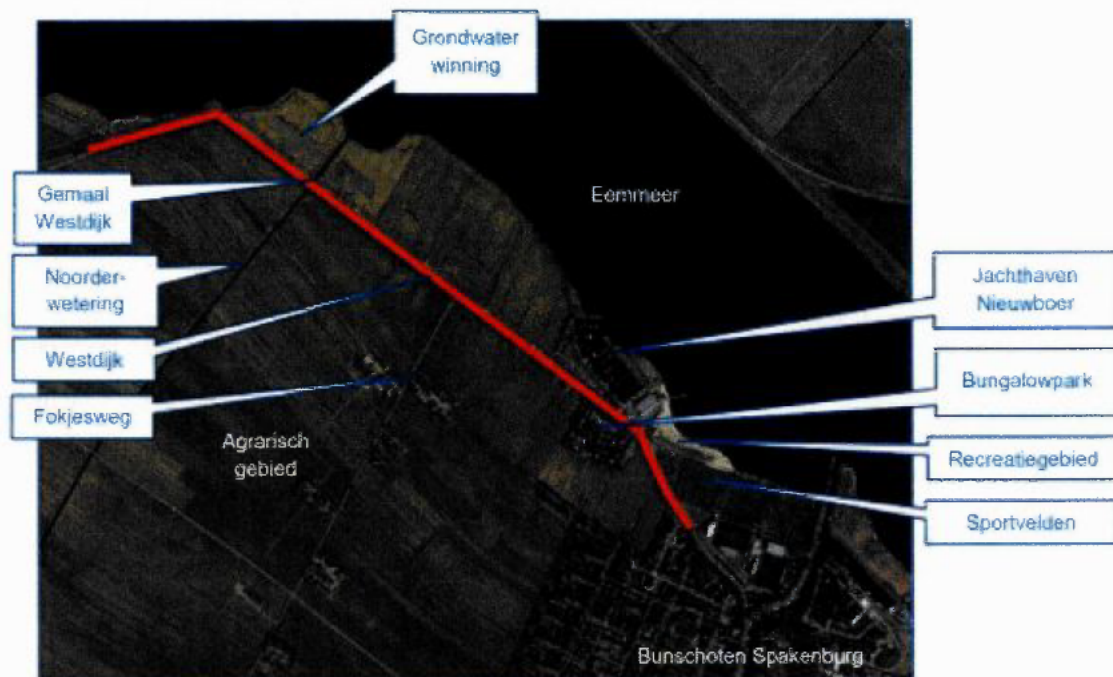 Grondwater
winning
Gemaal
Westdijk
Eemmeer
Noorder-
wetering
Jachthaven
Nieuwboer
Westdijk
Bungalowpark
Fokjesweg
Agrarisch
gebied
Recreatiegebied
Sportvelden
Bunschoten Spakenburg